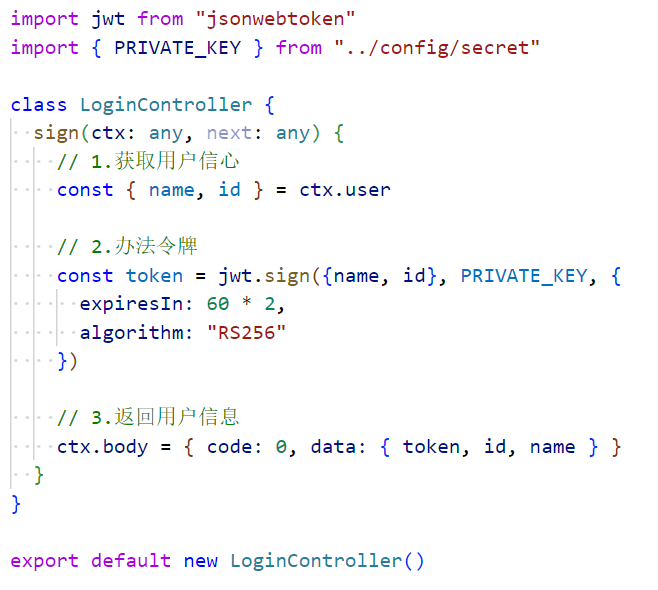 import jwt from "jsonwebtoken"
import { PRIVATE_KEY } from "../config/secret"
class LoginController {
sign(ctx: any, next: any) {
// 1.获取用户信心
const { name, id } = ctx.user
// 2.办法令牌
const token = jwt.sign({name, id}, PRIVATE_KEY, {
expiresIn: 60 * 2,
algorithm: "RS256"
})
// 3.返回用户信息
ctx.body = { code: 0, data: { token, id, name } }
}
}
export default new LoginController()